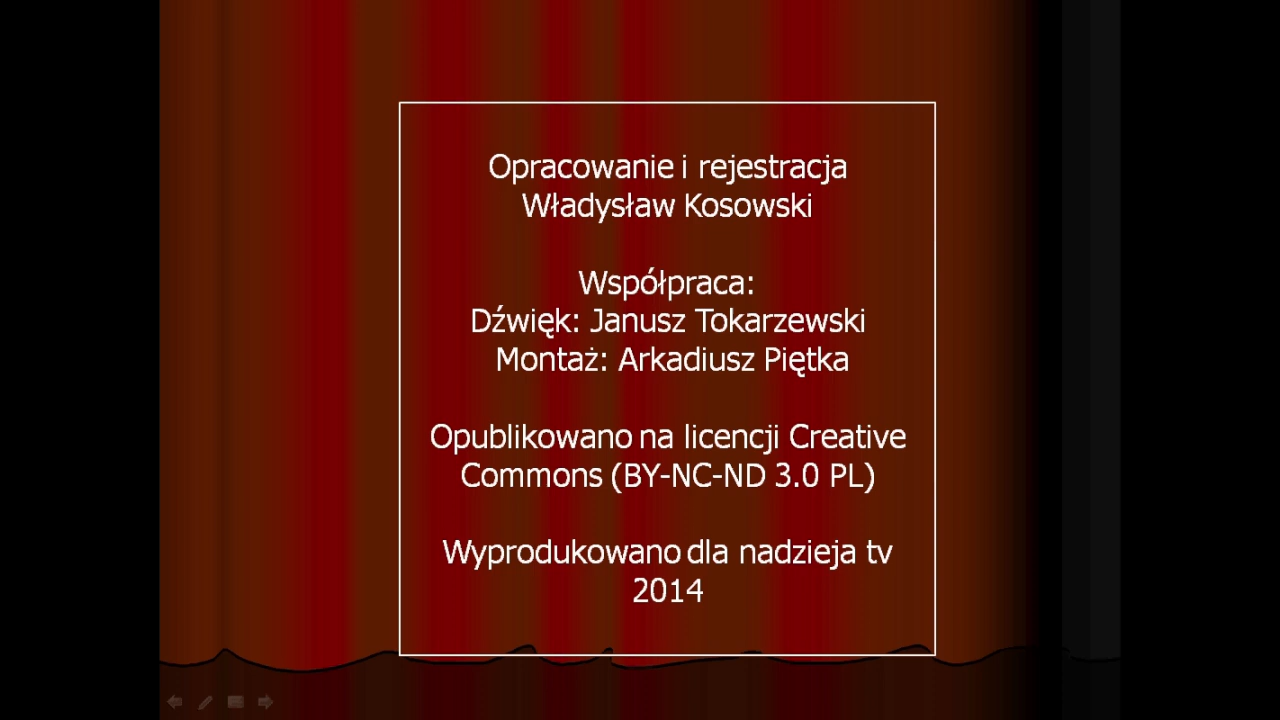 Opracowanie i rejestracja
Władysław Kosowski
Współpraca:
Dźwięk: Janusz Tokarzewski
Montaż: Arkadiusz Piętka
Opublikowano na licencji Creative
Commons (BY-NC-ND 3.0 PL)
Wyprodukowano dla nadzieja tv
2014